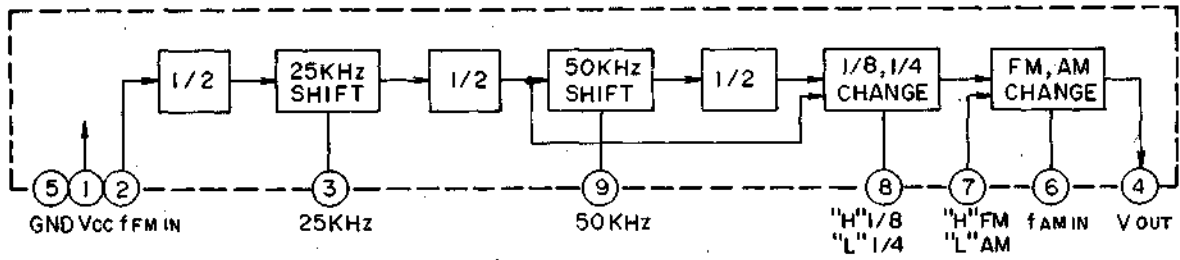 1/2
25KHz
SHIFT
1/2
50KHz
SHIFT
1/2
1/8, 1/4
CHANGE
FM, AM
CHANGE
5 1 2 3 9 8 7 6 4
GND Vcc fFM IN 25KHz 50KHz "H" 1/8 "H" FM fAM IN VOUT
"L" 1/4 "L" AM